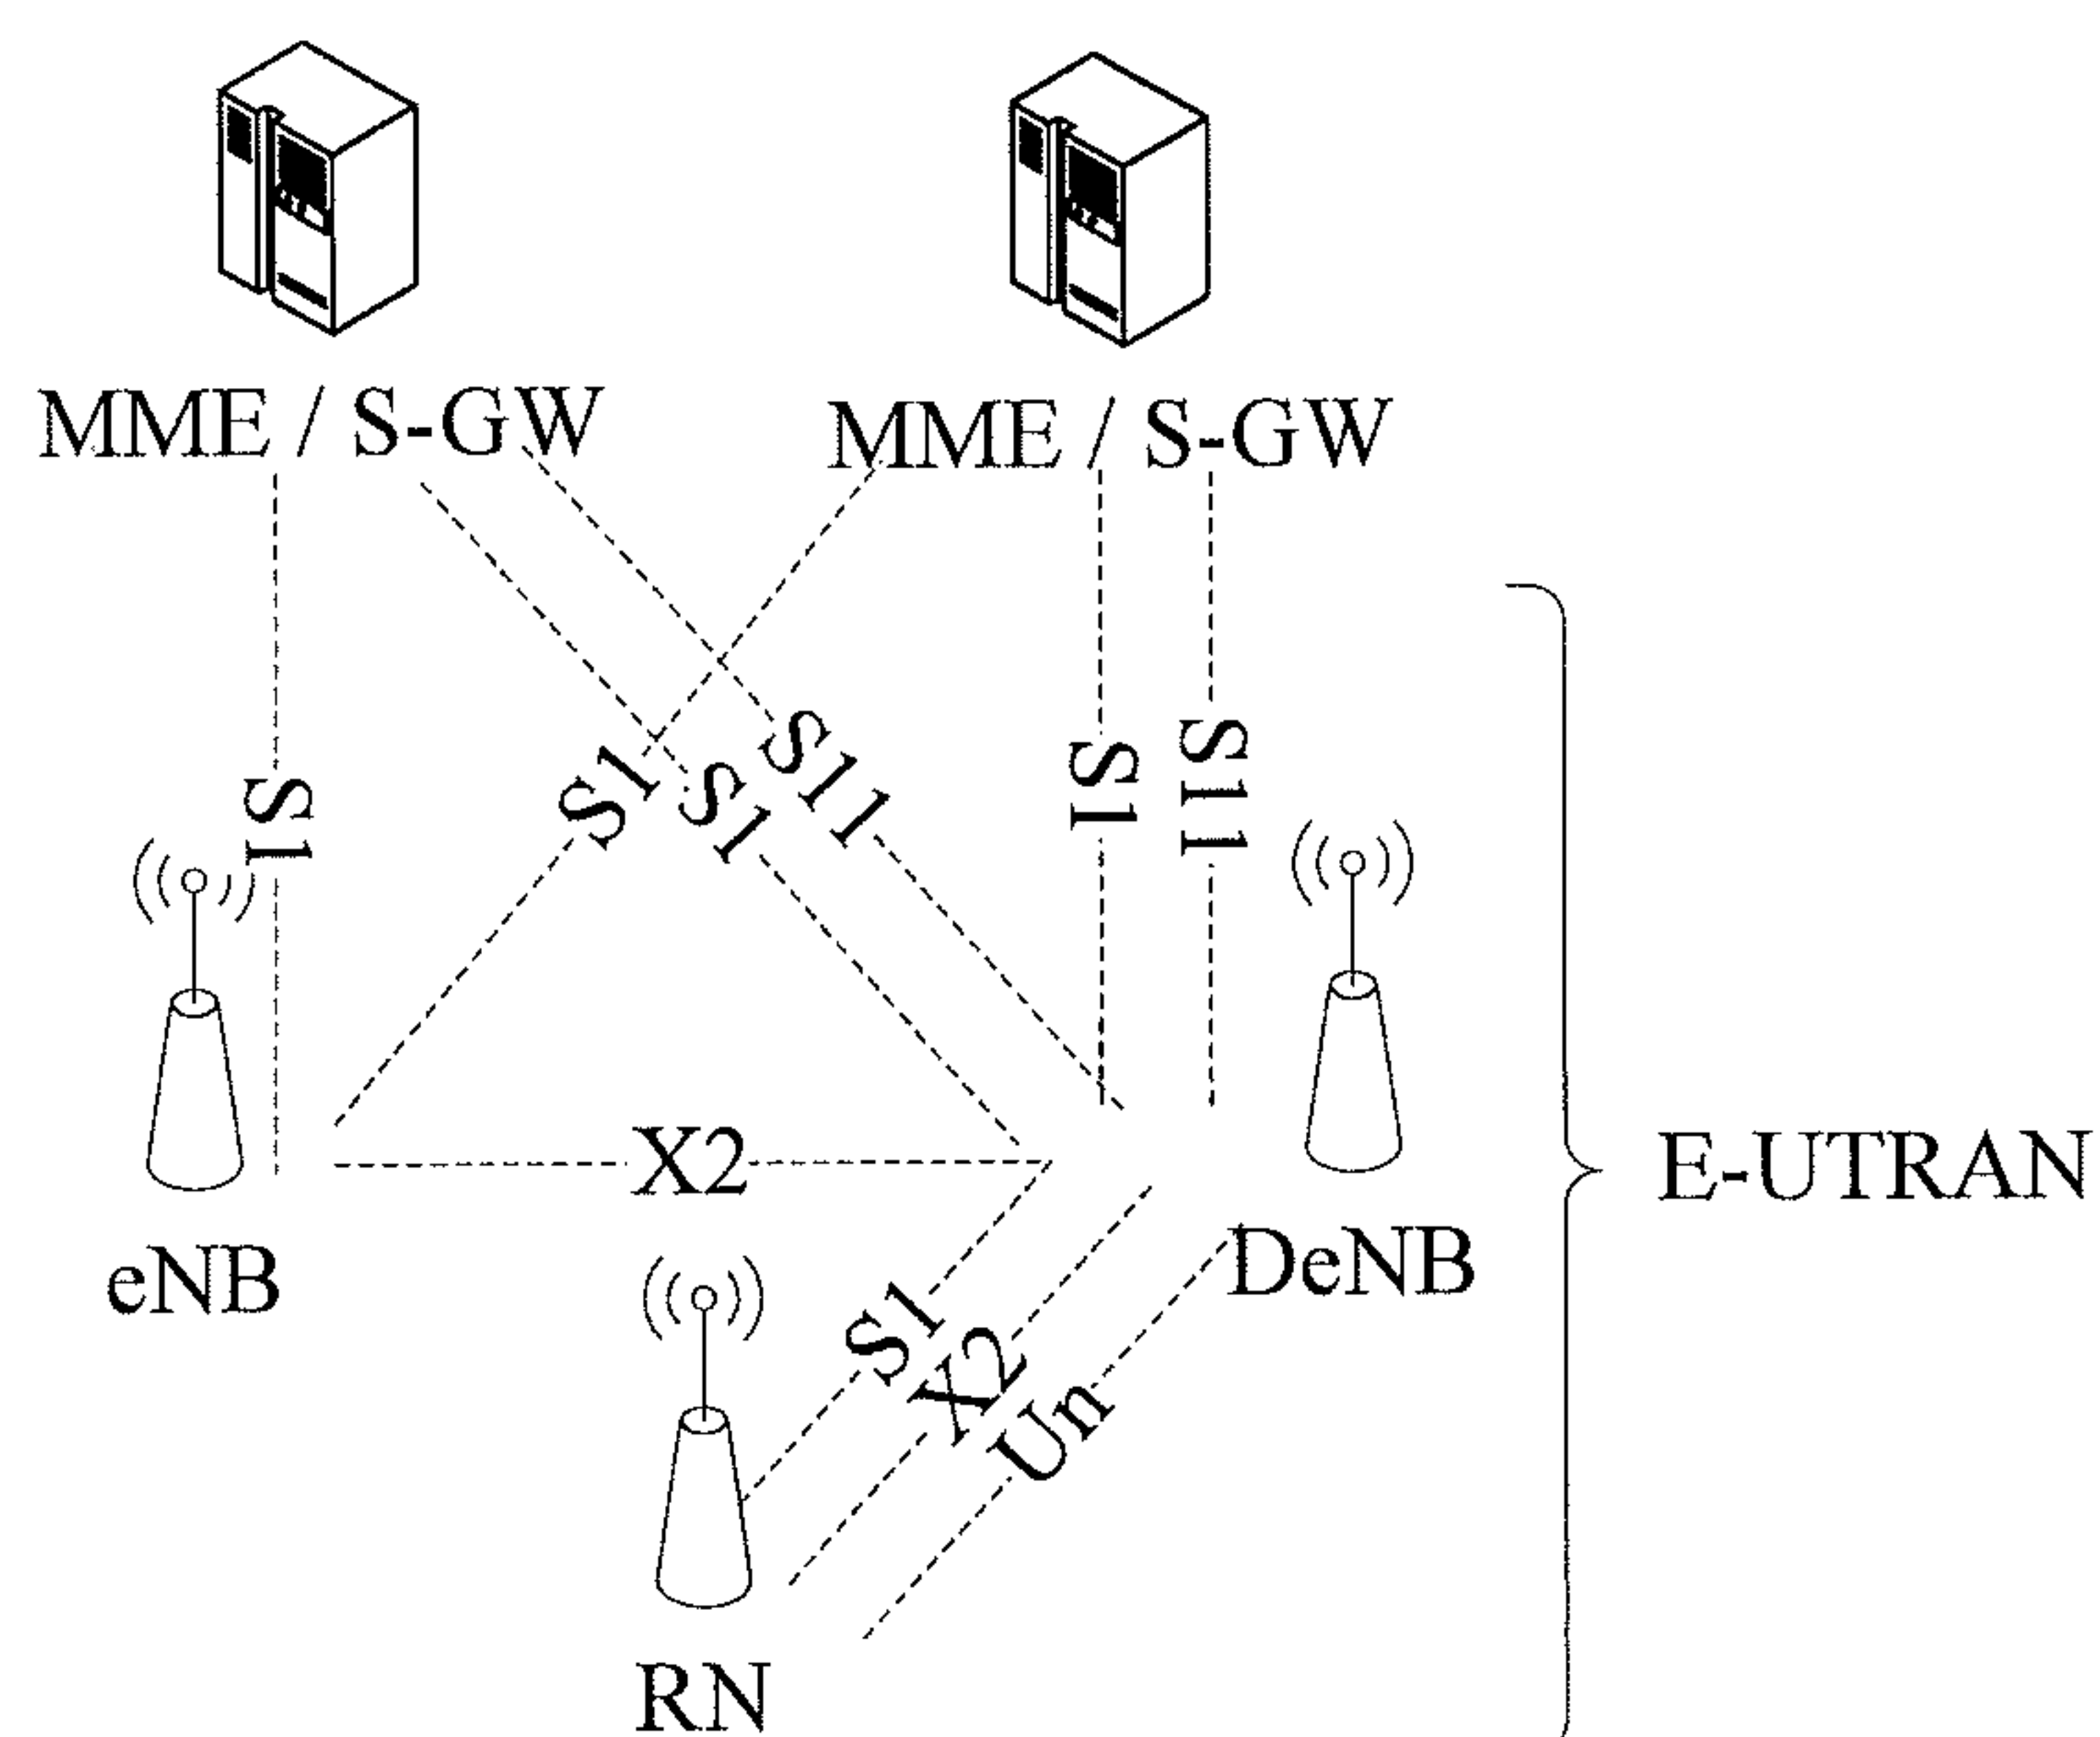 MME / S-GW
MME / S-GW
S1
S1
S1
S11
S1
S11
X2
E-UTRAN
eNB
DeNB
S1
X2
Un
RN